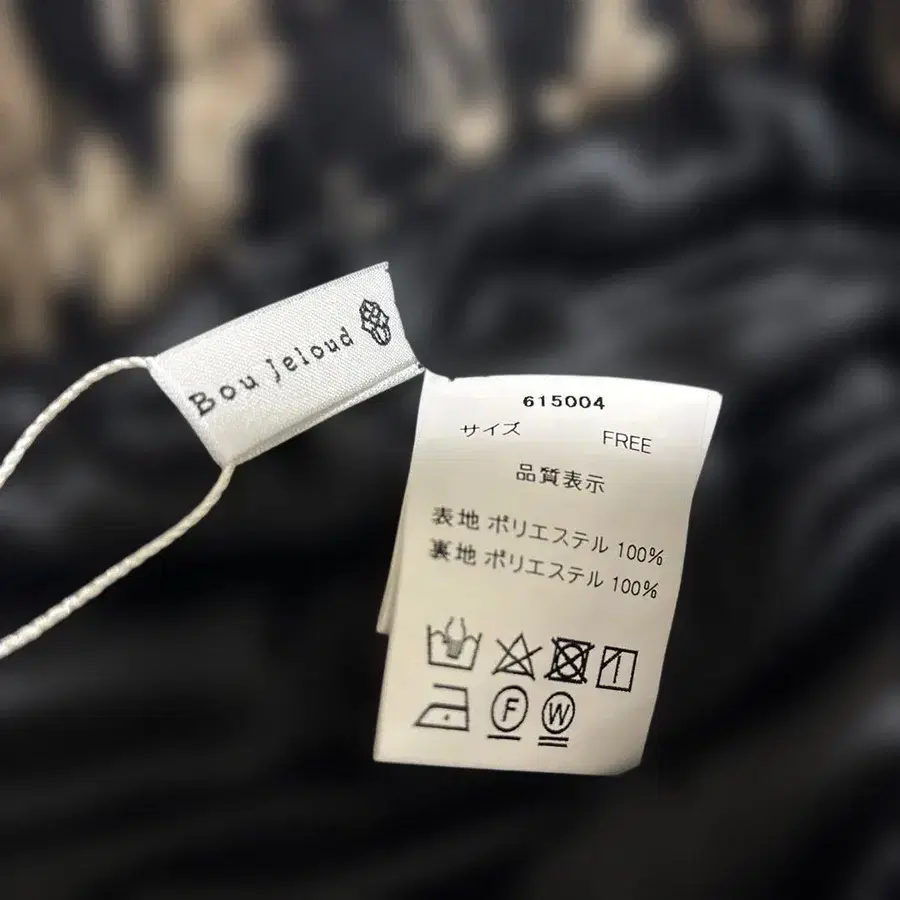 Bou Jeloud
615004
サイズ FREE
品質表示
表地 ポリエステル 100%
裏地 ポリエステル 100%
F W